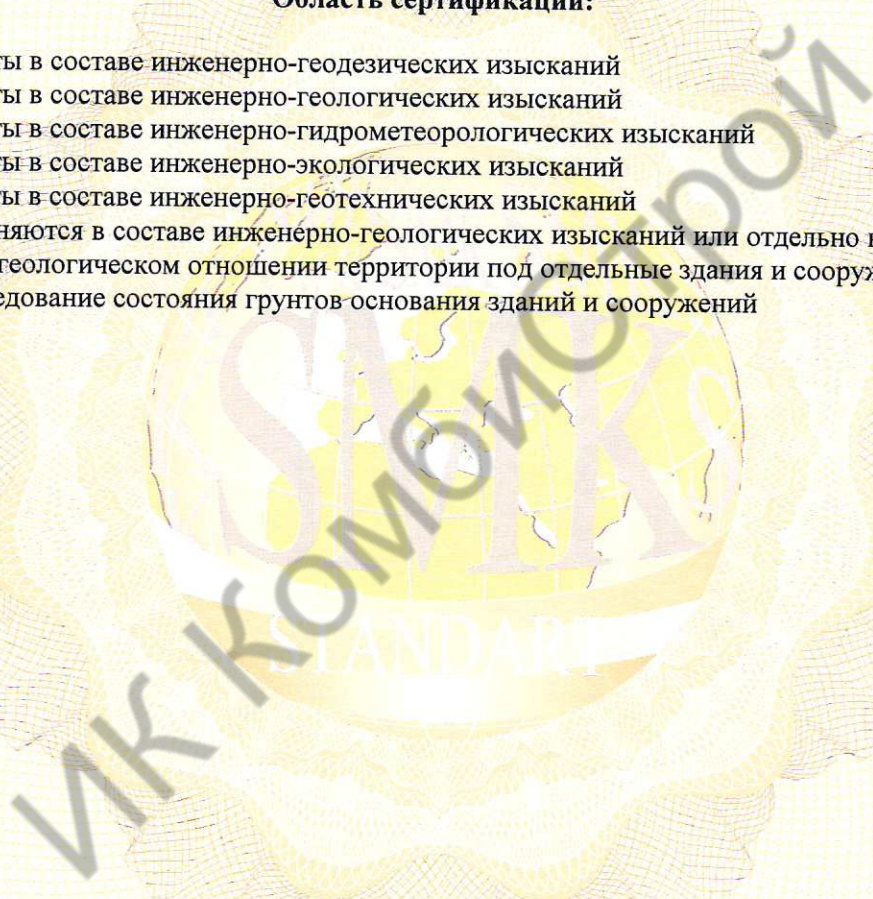 Область сертификации:
ты в составе инженерно-геодезических изысканий
ты в составе инженерно-геологических изысканий
ты в составе инженерно-гидрометеорологических изысканий
ты в составе инженерно-экологических изысканий
ты в составе инженерно-геотехнических изысканий
няются в составе инженерно-геологических изысканий или отдельно
геологическом отношении территории под отдельные здания и сооруж
едование состояния грунтов основания зданий и сооружений
SMK
STANDART
ИК КомбиСтрой